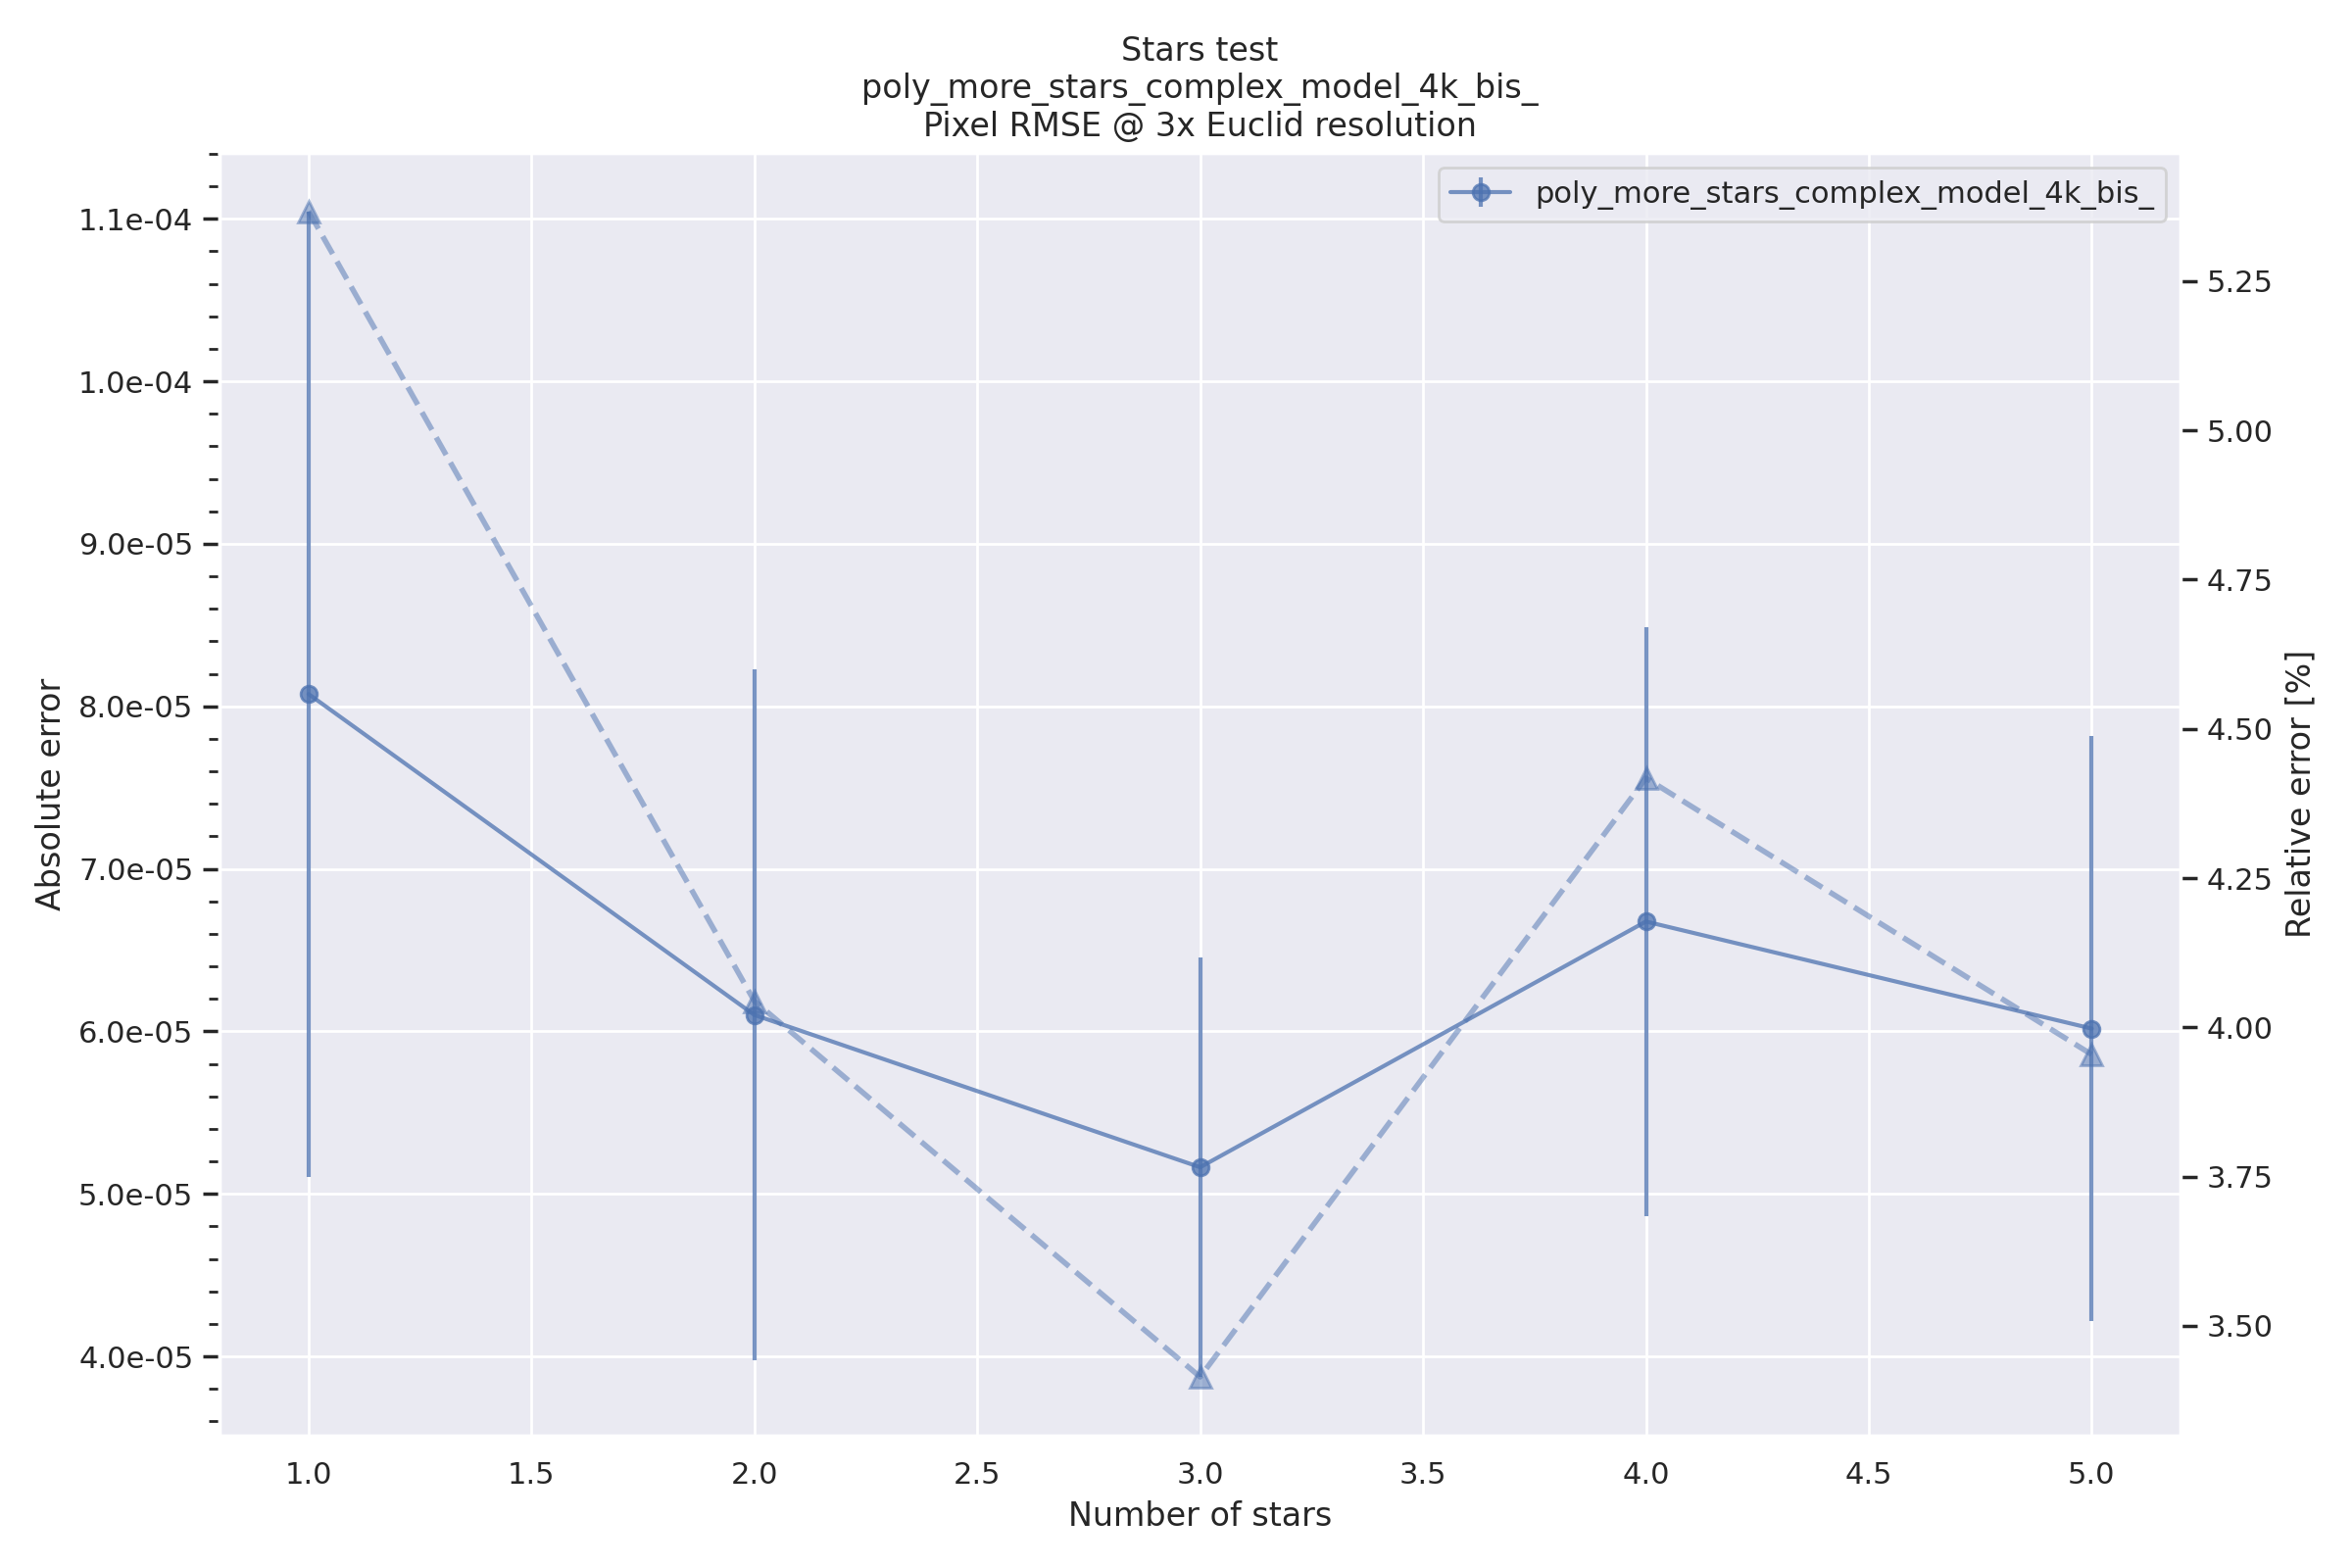 Stars test
poly_more_stars_complex_model_4k_bis_
Pixel RMSE @ 3x Euclid resolution
poly_more_stars_complex_model_4k_bis_
Absolute error
1.1e-04
1.0e-04
9.0e-05
8.0e-05
7.0e-05
6.0e-05
5.0e-05
4.0e-05
5.25
5.00
4.75
4.50
4.25
4.00
3.75
3.50
Relative error [%]
1.0 1.5 2.0 2.5 3.0 3.5 4.0 4.5 5.0
Number of stars